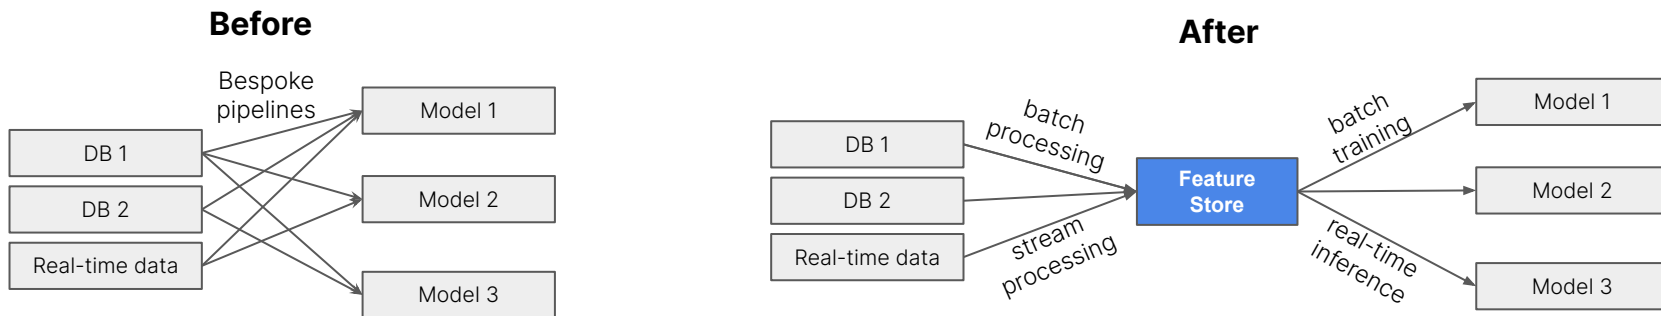 Before
Bespoke
pipelines
DB 1
DB 2
Real-time data
Model 1
Model 2
Model 3
After
DB 1
DB 2
Real-time data
batch
processing
stream
processing
Feature
Store
batch
training
real-time
inference
Model 1
Model 2
Model 3